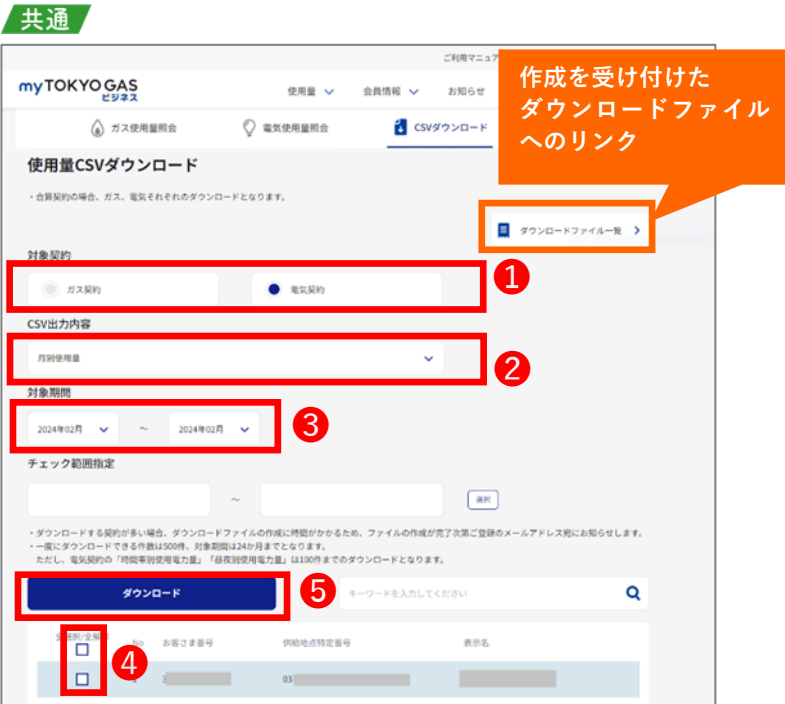 共通
ご利用マニュア
作成を受け付けた
ダウンロードファイル
へのリンク
myTOKYOGAS
ビジネス
使用量 会員情報 お知らせ
ガス使用量照会 電気使用量照会 CSVダウンロード
使用量CSVダウンロード
・合算契約の場合、ガス、電気それぞれのダウンロードとなります。
ダウンロードファイル一覧
対象契約
ガス契約 電気契約
1
CSV出力内容
月別使用量
2
対象期間
2024年02月 ～ 2024年02月
3
チェック範囲指定
～ 選択
・ダウンロードする契約が多い場合、ダウンロードファイルの作成に時間がかかるため、ファイルの作成が完了次第ご登録のメールアドレス宛にお知らせします。
・一度にダウンロードできる件数は500件、対象期間は24か月までとなります。
ただし、電気契約の「時間帯別使用電力量」「昼夜別使用電力量」は100件までのダウンロードとなります。
ダウンロード
5
キーワードを入力してください
全選択/全解 No お客さま番号 供給地点特定番号 表示名
4
03